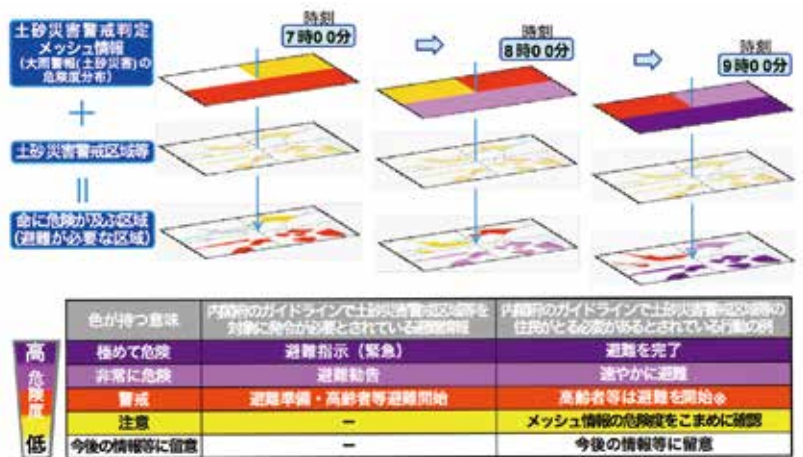 土砂災害警戒判定
メッシュ情報
(大雨警報(土砂災害)の
危険度分布)
+
土砂災害警戒区域等
||
命に危険が及ぶ区域
(避難が必要な区域)
時刻
7時00分
時刻
8時00分
時刻
9時00分
高
危険度
低
色が持つ意味
内閣府のガイドラインで土砂災害警戒区域等を
対象に発令が必要とされている避難情報
内閣府のガイドラインで土砂災害警戒区域等の
住民がとる必要があるとされている行動の例
極めて危険
避難指示(緊急)
避難を完了
非常に危険
避難勧告
速やかに避難
警戒
避難準備・高齢者等避難開始
高齢者等は避難を開始※
注意
ー
メッシュ情報の危険度をこまめに確認
今後の情報等に留意
ー
今後の情報等に留意